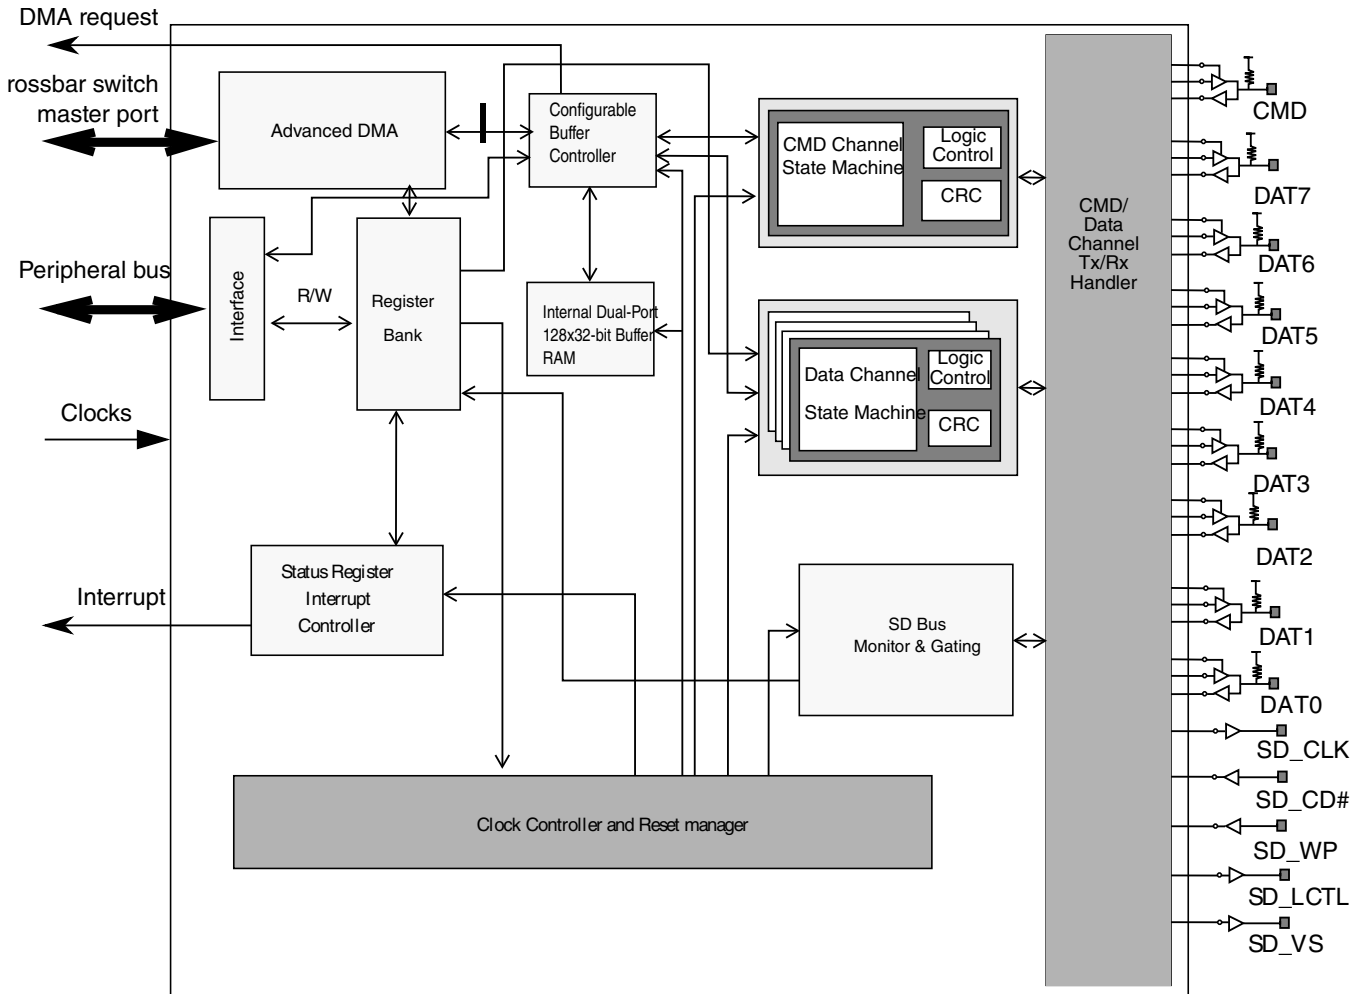 DMA request
rossbar switch
master port
Peripheral bus
Clocks
Interrupt
Advanced DMA
Configurable
Buffer
Controller
Interface
R/W
Register
Bank
Internal Dual-Port
128x32-bit Buffer
RAM
Status Register
Interrupt
Controller
CMD Channel
State Machine
Logic
Control
CRC
Data Channel
State Machine
Logic
Control
CRC
SD Bus
Monitor & Gating
Clock Controller and Reset manager
CMD/
Data
Channel
Tx/Rx
Handler
CMD
DAT7
DAT6
DAT5
DAT4
DAT3
DAT2
DAT1
DAT0
SD_CLK
SD_CD#
SD_WP
SD_LCTL
SD_VS